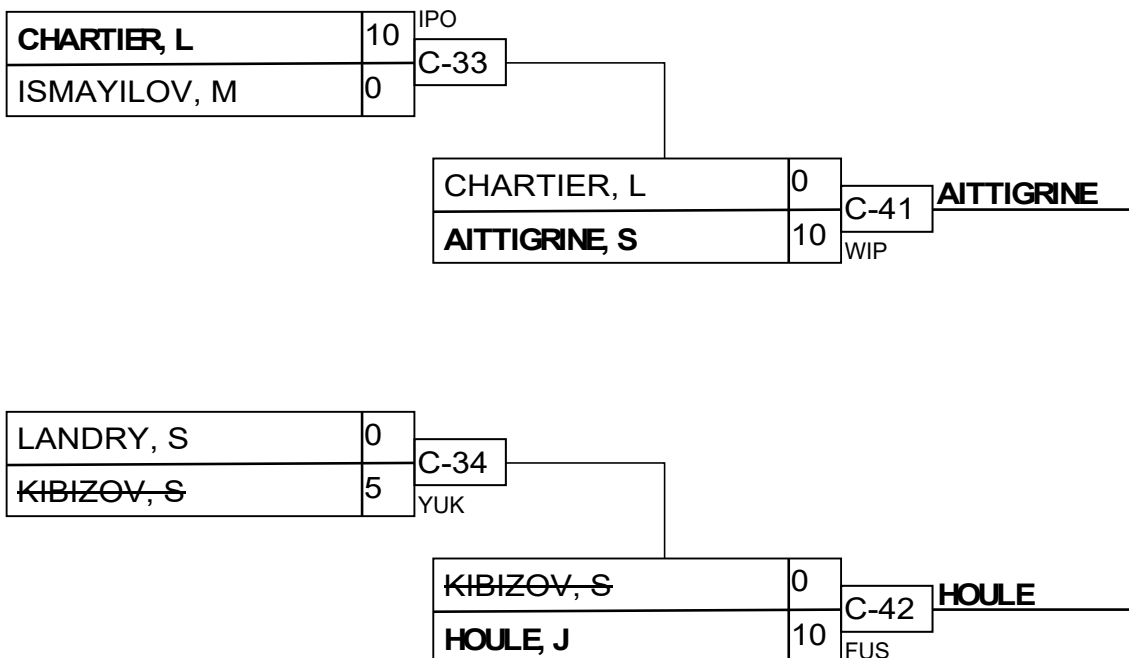 IPO
CHARTIER, L 10
C-33
ISMAYILOV, M 0
CHARTIER, L 0
C-41 AITTIGRINE
AITTIGRINE, S 10
WIP
LANDRY, S 0
C-34
KIBIZOV, S 5
YUK
KIBIZOV, S 0
C-42 HOULE
HOULE, J 10
FUS